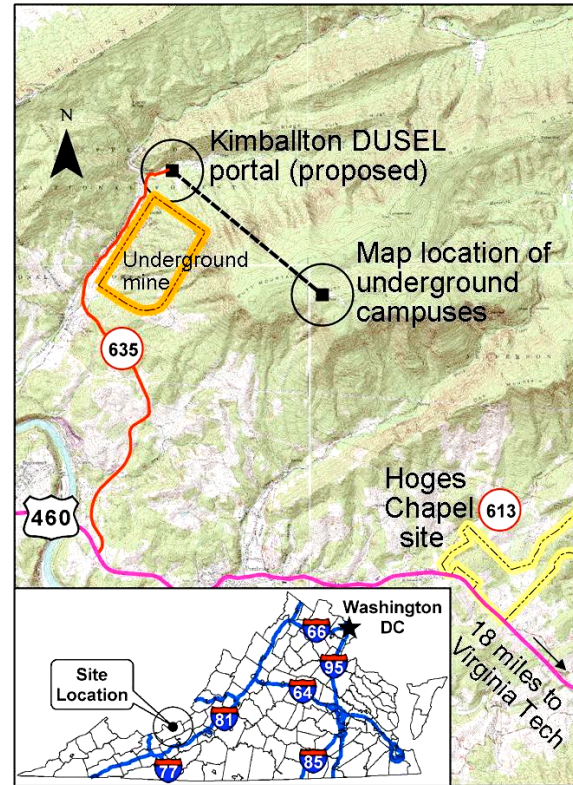 N
Kimballton DUSEL
portal (proposed)
Underground
mine
Map location of
underground
campuses
635
Hoges
Chapel
site
613
460
18 miles to
Virginia Tech
Washington
DC
66
95
Site
Location
64
81
77
85